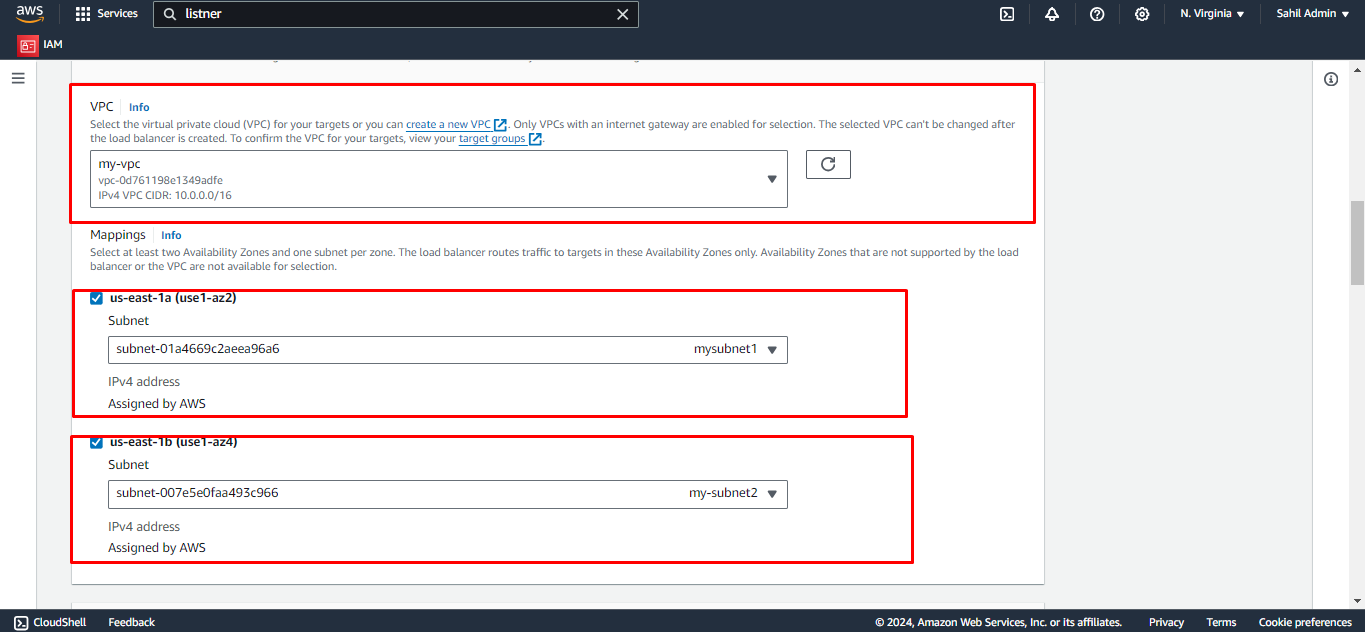 aws
Services
listner
N. Virginia
Sahil Admin
IAM
VPC
Info
Select the virtual private cloud (VPC) for your targets or you can create a new VPC. Only VPCs with an internet gateway are enabled for selection. The selected VPC can't be changed after
the load balancer is created. To confirm the VPC for your targets, view your target groups.
my-vpc
vpc-0d761198e1349adfe
IPv4 VPC CIDR: 10.0.0.0/16
Mappings
Info
Select at least two Availability Zones and one subnet per zone. The load balancer routes traffic to targets in these Availability Zones only. Availability Zones that are not supported by the load
balancer or the VPC are not available for selection.
us-east-1a (use1-az2)
Subnet
subnet-01a4669c2aeea96a6
mysubnet1
IPv4 address
Assigned by AWS
us-east-1b (use1-az4)
Subnet
subnet-007e5e0faa493c966
my-subnet2
IPv4 address
Assigned by AWS
CloudShell
Feedback
© 2024, Amazon Web Services, Inc. or its affiliates.
Privacy
Terms
Cookie preferences